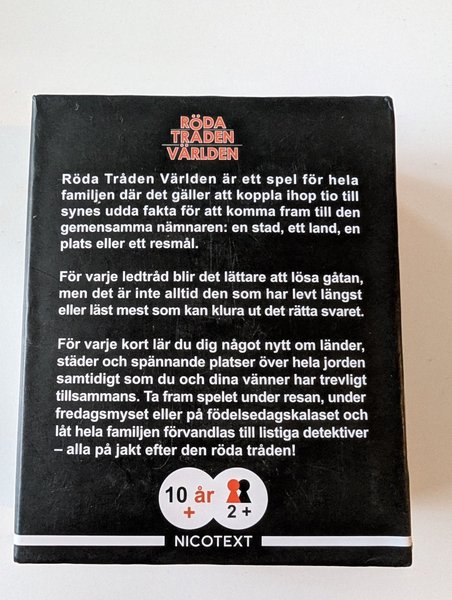 RÖDA
TRÅDEN
VÄRLDEN
Röda Tråden Världen är ett spel för hela
familjen där det gäller att koppla ihop tio till
synes udda fakta för att komma fram till den
gemensamma nämnaren: en stad, ett land, en
plats eller ett resmål.
För varje ledtråd blir det lättare att lösa gåtan,
men det är inte alltid den som har levt längst
eller läst mest som kan klura ut det rätta svaret.
För varje kort lär du dig något nytt om länder,
städer och spännande platser över hela jorden
samtidigt som du och dina vänner har trevligt
tillsammans. Ta fram spelet under resan, under
fredagsmyset eller på födelsedagskalaset och
låt hela familjen förvandlas till listiga detektiver
– alla på jakt efter den röda tråden!
10 år
+
2 +
NICOTEXT